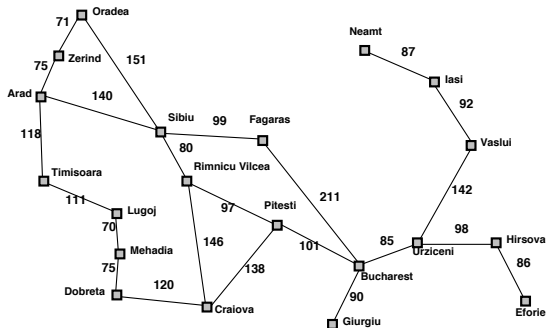 Oradea
71
Neamt
87
Zerind
151
75
Iasi
Arad
140
92
Sibiu
99
Fagaras
118
80
Vaslui
Timisoara
Rimnicu Vilcea
111
Lugoj
97
Pitesti
211
142
70
98
Hirsova
146
85
Mehadia
101
Urziceni
75
138
86
Bucharest
120
90
Dobreta
Craiova
Eforie
Giurgiu